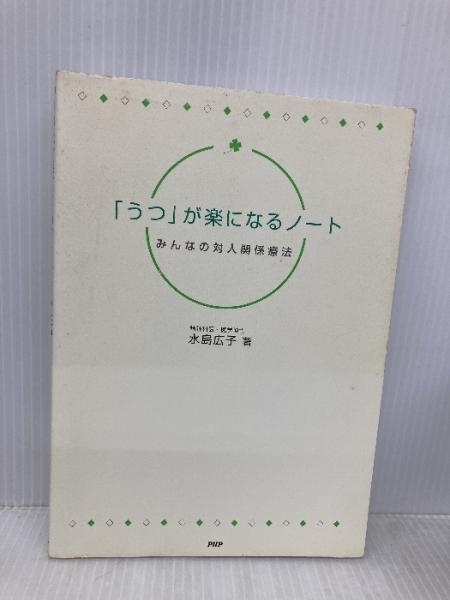 「うつ」が楽になるノート
みんなの対人関係療法
水島広子 著
PHP